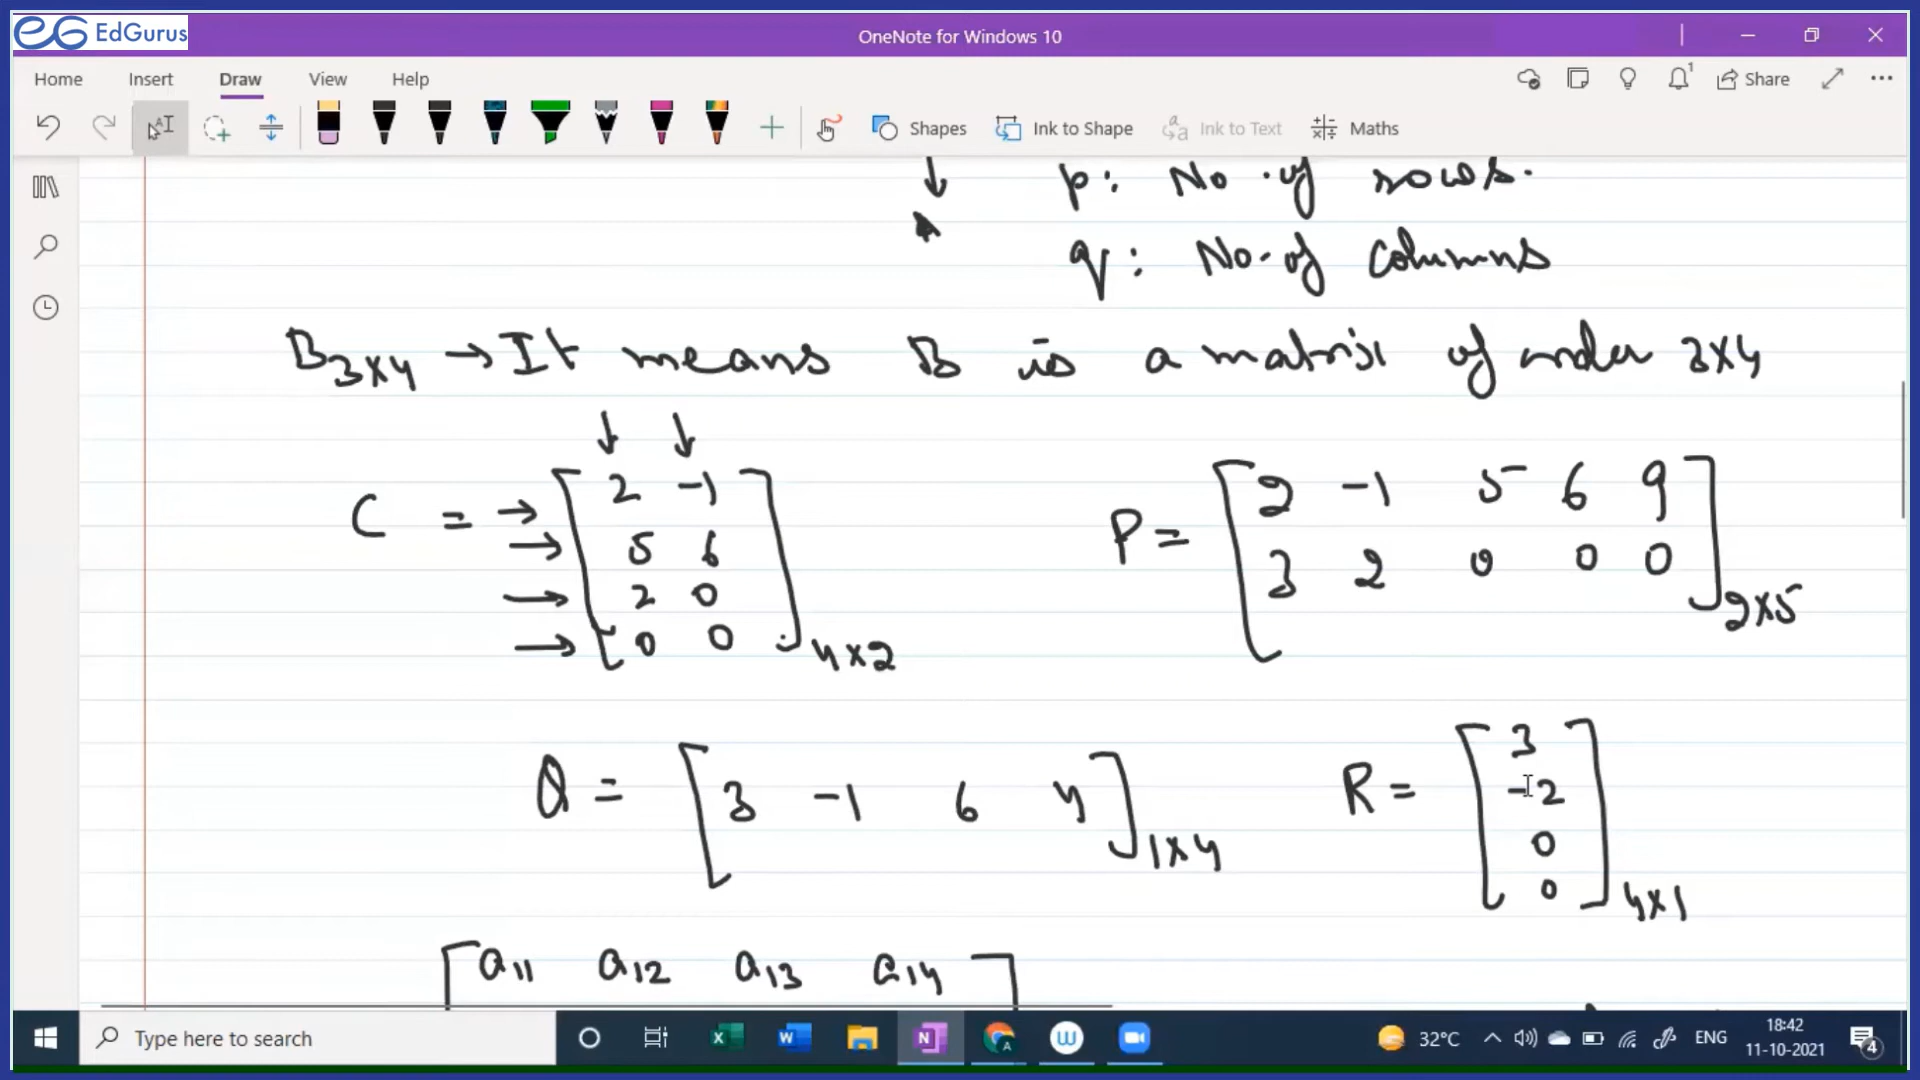 EdGurus
OneNote for Windows 10
Home Insert Draw View Help
Share
Shapes Ink to Shape Ink to Text Maths
p: No. of rows.
q: No. of columns
B3x4 → It means B is a matrix of order 3x4
↓ ↓
C = → [2 -1
→ 5 6
→ 2 0
→ 0 0]4x2
P = [2 -1 5 6 9
3 2 0 0 0]2x5
Q = [3 -1 6 4]1x4
R = [3
-2
0
0]4x1
a11 a12 a13 a14
Type here to search
32°C ENG 18:42
11-10-2021
4